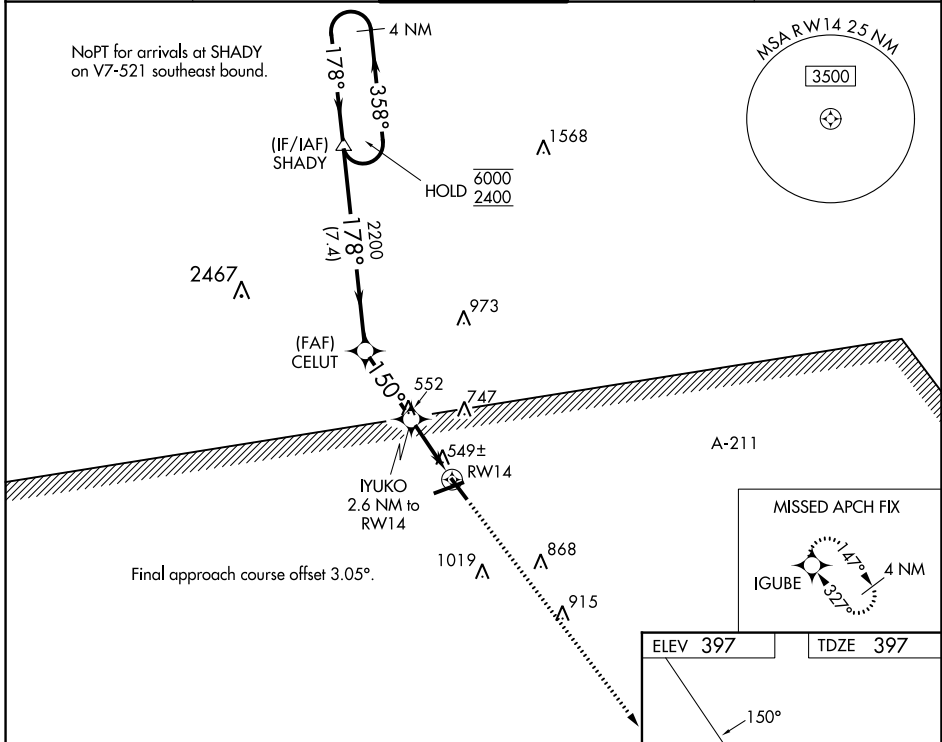 NoPT for arrivals at SHADY
on V7-521 southeast bound.
4 NM
178°
358°
(IF/IAF)
SHADY
HOLD
6000
2400
1568
MSA RW14 25 NM
3500
2200
178°
(7.4)
2467
973
(FAF)
CELUT
150°
552
747
549±
RW14
A-211
IYUKO
2.6 NM to
RW14
Final approach course offset 3.05°.
1019
868
915
MISSED APCH FIX
147°
4 NM
IGUBE
327°
ELEV 397
TDZE 397
150°